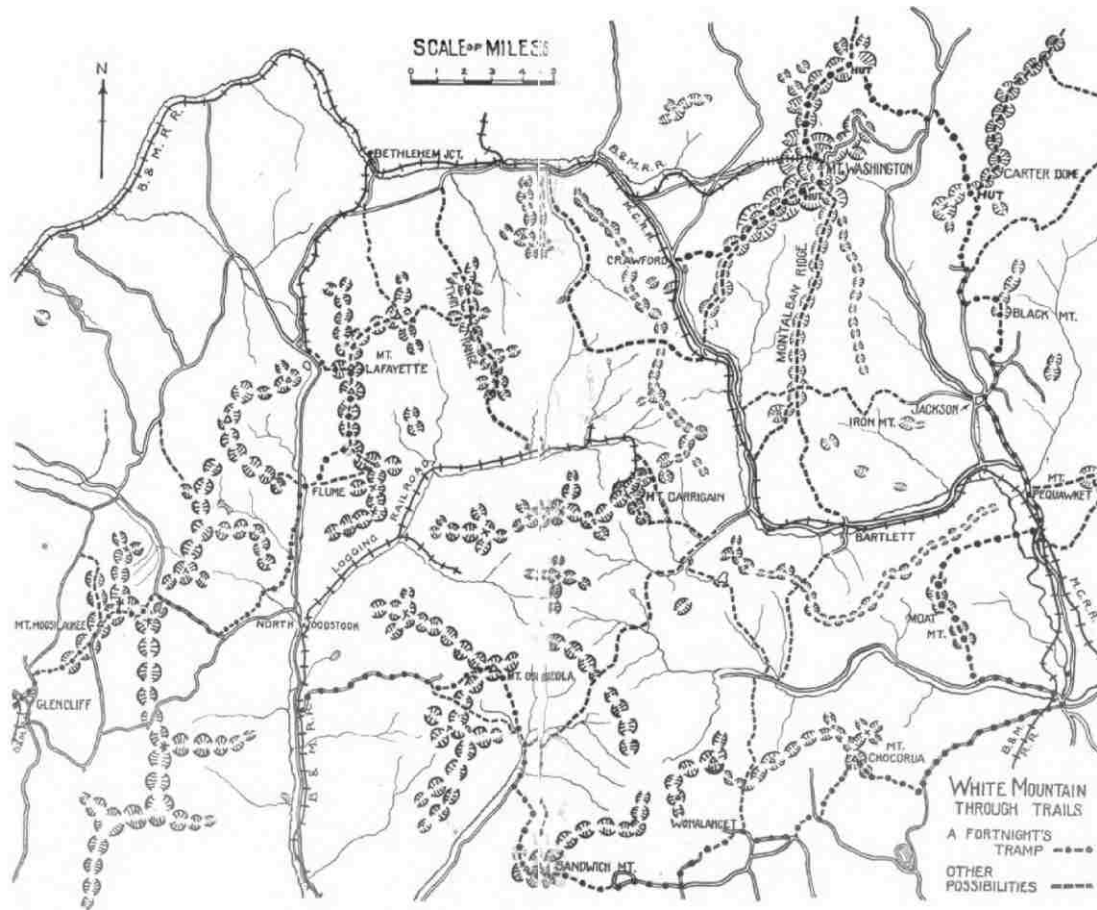 SCALE OF MILES
0 1 2 3 4 5
N
HUT
B. & M. R. R.
BETHLEHEM JCT.
B. & M. R. R.
MT. WASHINGTON
CARTER DOME
HUT
HUT
M.C.R.R.
CRAWFORD
MONTALBAN RIDGE
BLACK MT.
MT.
LAFAYETTE
JACKSON
IRON MT.
RAILROAD
LOGGING
FLUME
MT. CARRIGAIN
MT.
PEQUAWKET
BARTLETT
MT. MOOSILAUKEE
NORTH WOODSTOCK
MOAT
MT.
M.C.R.R.
MT. OSCEOLA
GLENCLIFF
B. & M. R. R.
B. & M.
R. R.
MT.
CHOCORUA
WHITE MOUNTAIN
THROUGH TRAILS
A FORTNIGHT'S
TRAMP
OTHER
POSSIBILITIES
WONALANCET
SANDWICH MT.